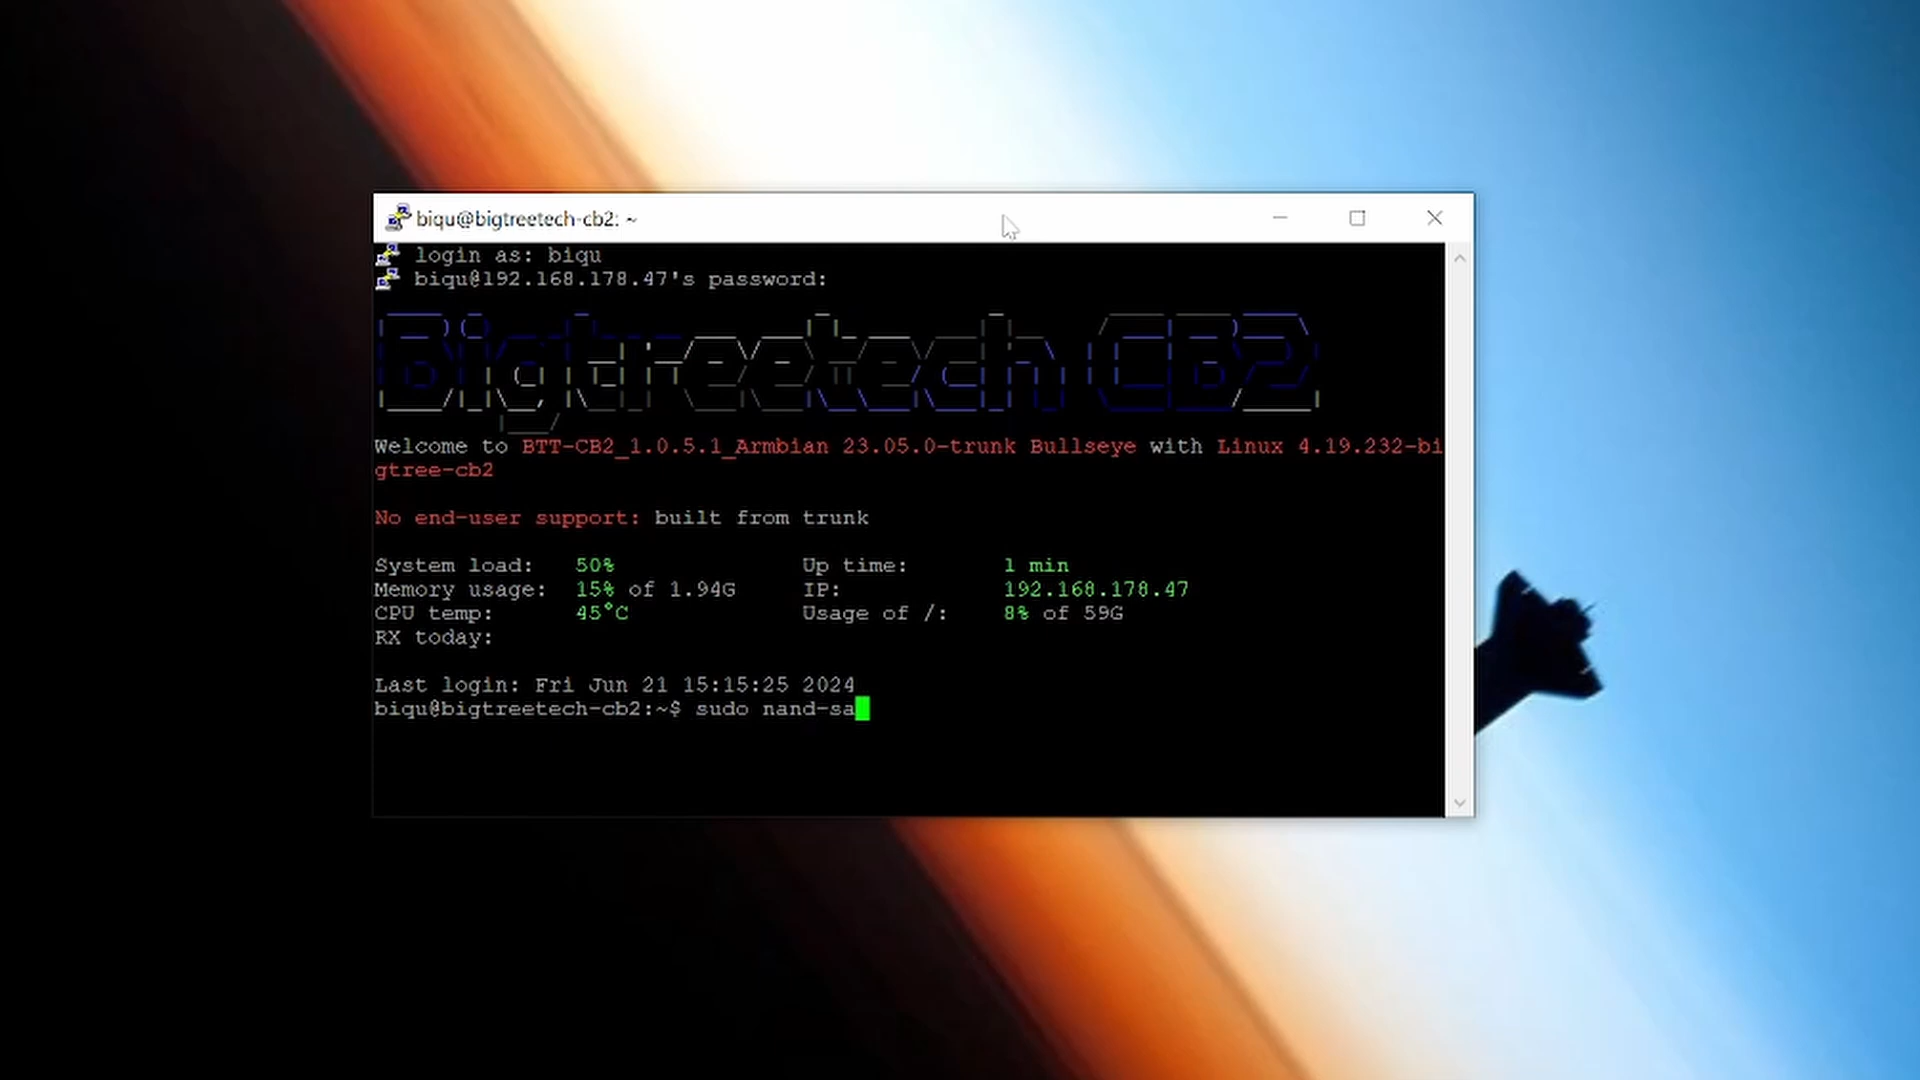 biqu@bigtreetech-cb2: ~
login as: biqu
biqu@192.168.178.47's password:
Bigtreetech CB2
Welcome to BTT-CB2_1.0.5.1_Armbian 23.05.0-trunk Bullseye with Linux 4.19.232-bi
gtree-cb2
No end-user support: built from trunk
System load: 50% Up time: 1 min
Memory usage: 15% of 1.94G IP: 192.168.178.47
CPU temp: 45°C Usage of /: 8% of 59G
RX today:
Last login: Fri Jun 21 15:15:25 2024
biqu@bigtreetech-cb2:~$ sudo nand-sa